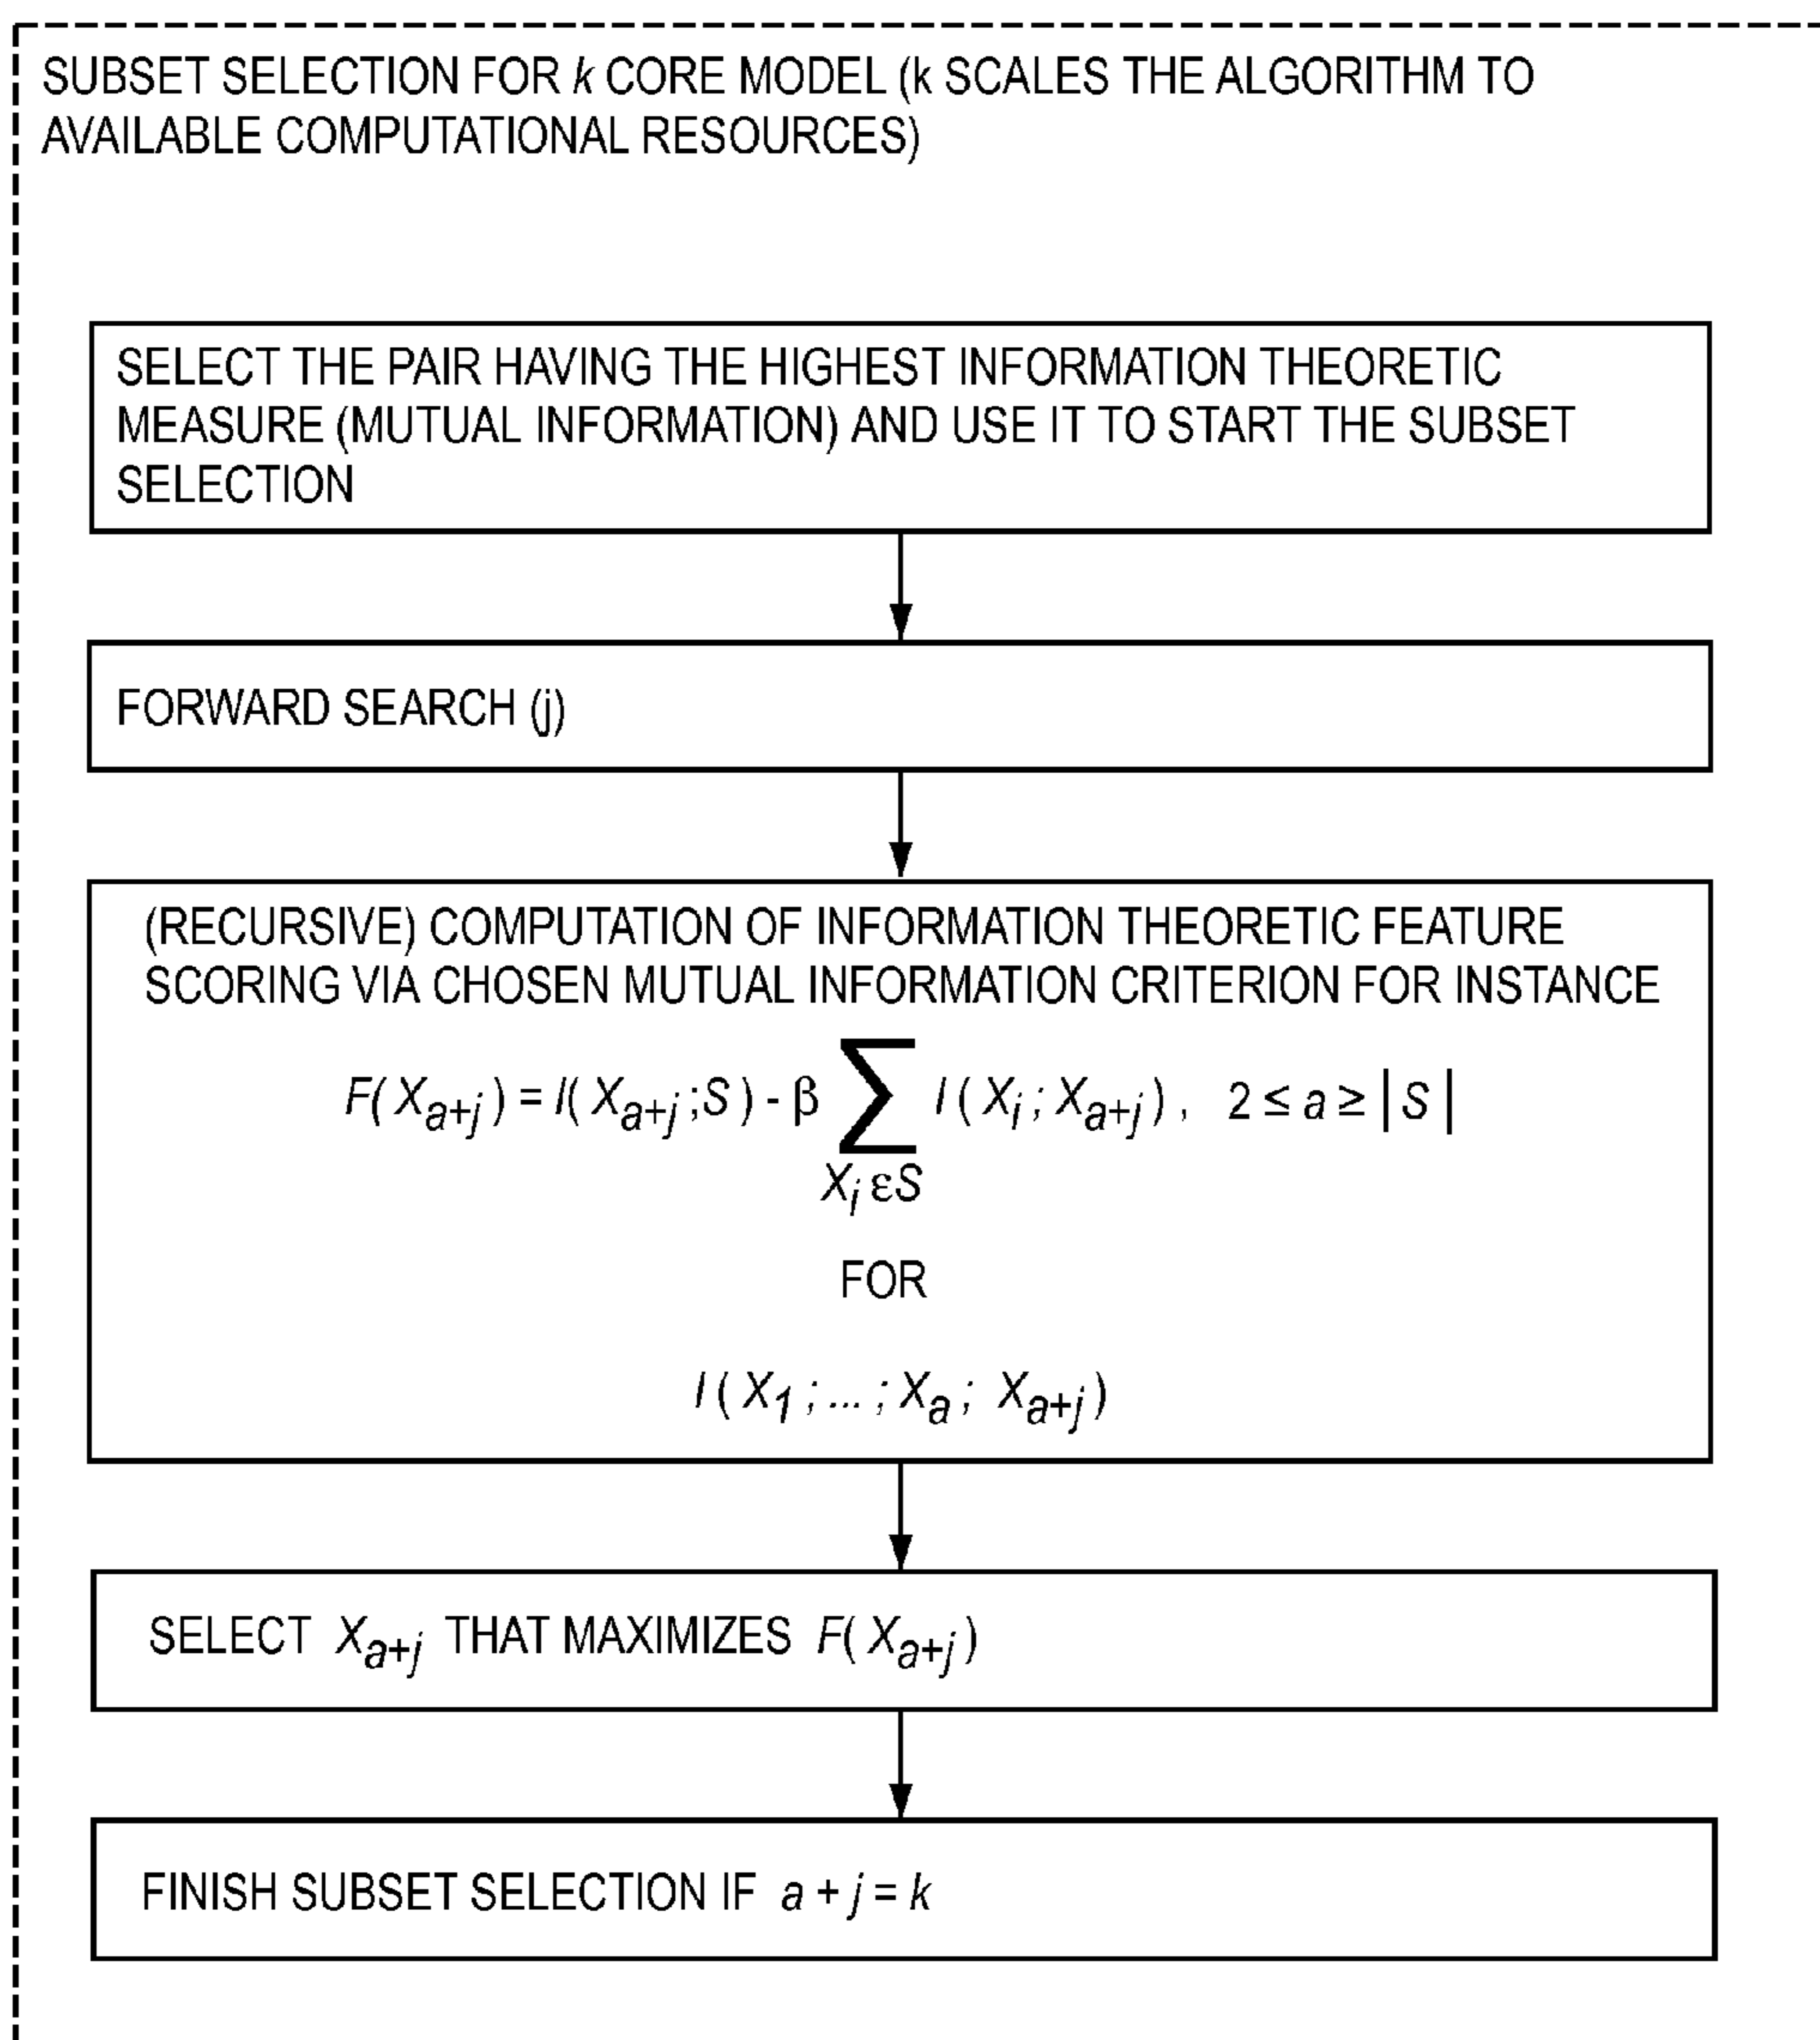 SUBSET SELECTION FOR k CORE MODEL (k SCALES THE ALGORITHM TO
AVAILABLE COMPUTATIONAL RESOURCES)
SELECT THE PAIR HAVING THE HIGHEST INFORMATION THEORETIC
MEASURE (MUTUAL INFORMATION) AND USE IT TO START THE SUBSET
SELECTION
FORWARD SEARCH (j)
(RECURSIVE) COMPUTATION OF INFORMATION THEORETIC FEATURE
SCORING VIA CHOSEN MUTUAL INFORMATION CRITERION FOR INSTANCE
F(X_{a+j}) = I(X_{a+j};S) - β ∑_{X_i εS} I(X_i; X_{a+j}), 2 ≤ a ≥ |S|
FOR
I(X_1;...;X_a; X_{a+j})
SELECT X_{a+j} THAT MAXIMIZES F(X_{a+j})
FINISH SUBSET SELECTION IF a + j = k